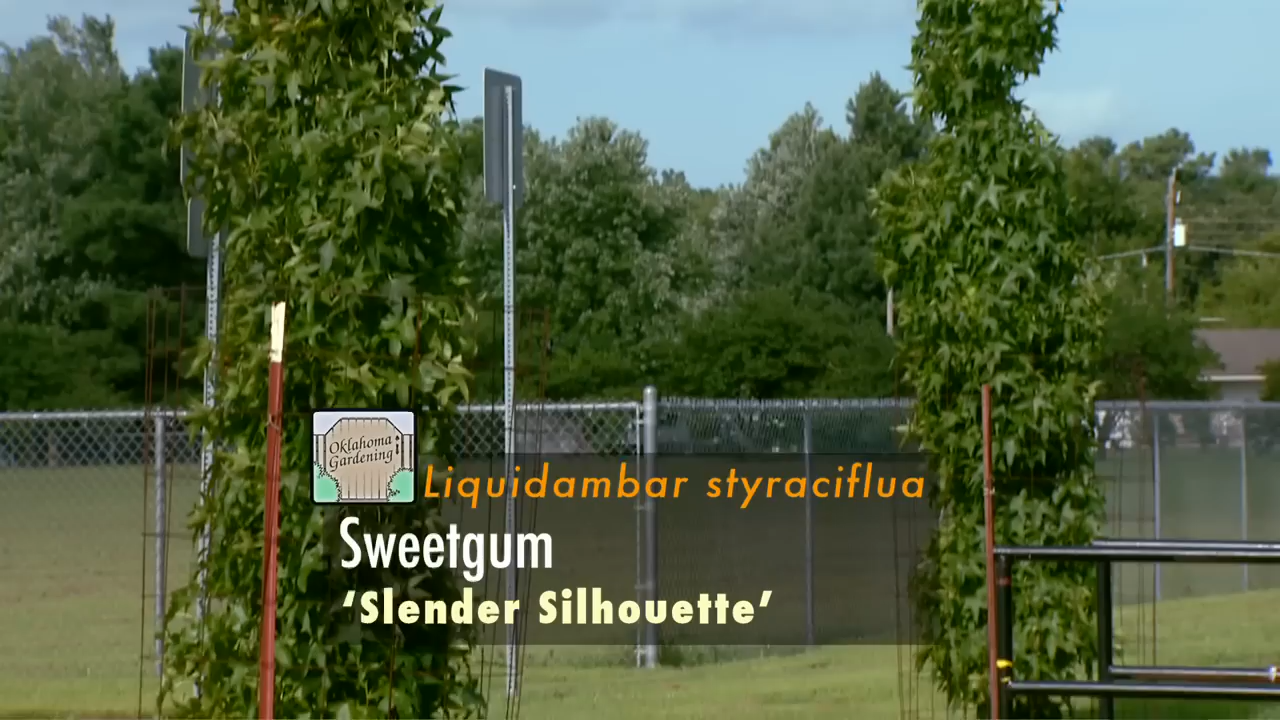 Oklahoma
Gardening
Liquidambar styraciflua
Sweetgum
‘Slender Silhouette’